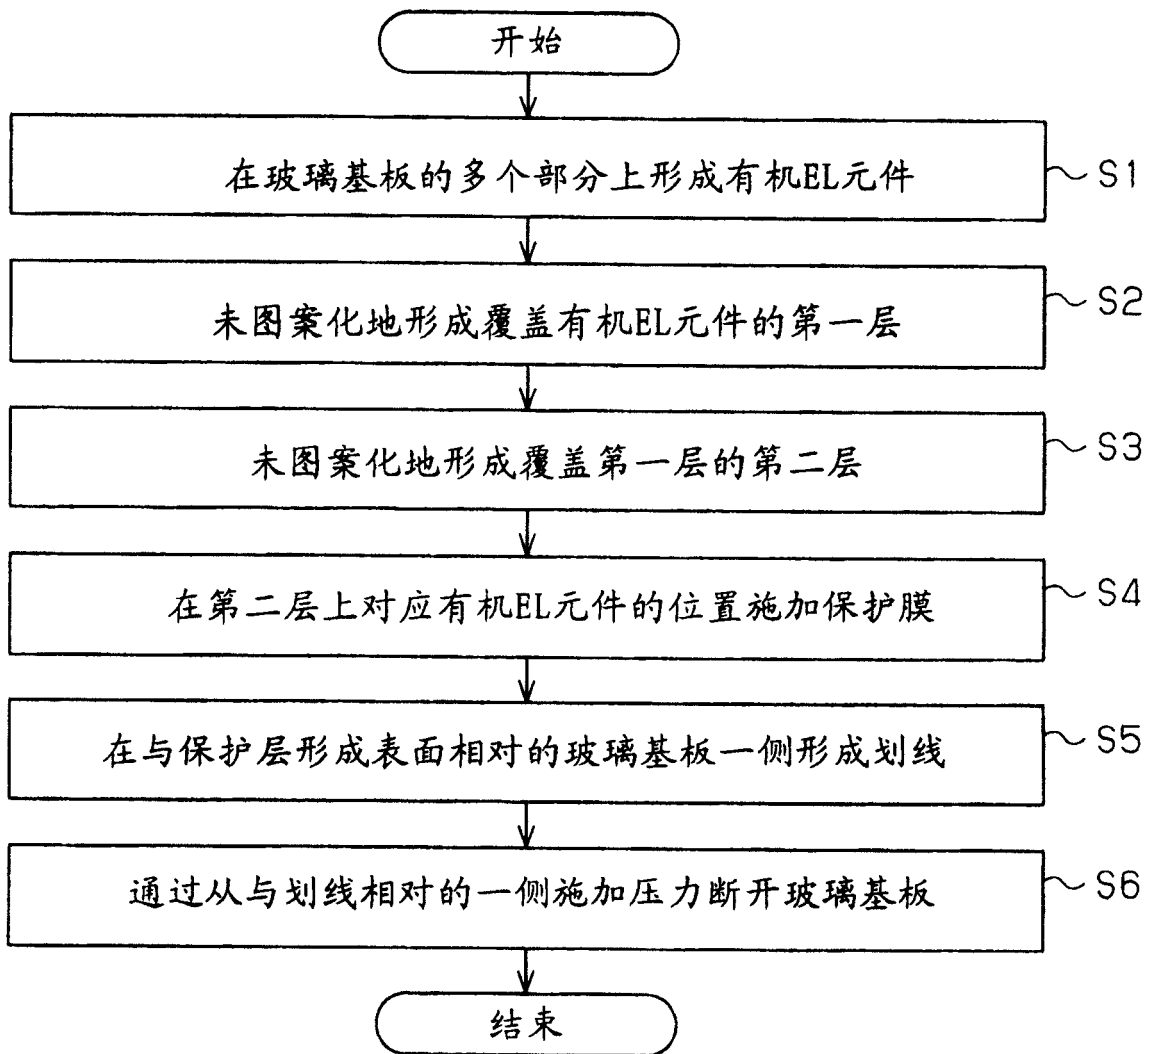 开始
在玻璃基板的多个部分上形成有机EL元件
S1
未图案化地形成覆盖有机EL元件的第一层
S2
未图案化地形成覆盖第一层的第二层
S3
在第二层上对应有机EL元件的位置施加保护膜
S4
在与保护层形成表面相对的玻璃基板一侧形成划线
S5
通过从与划线相对的一侧施加压力断开玻璃基板
S6
结束